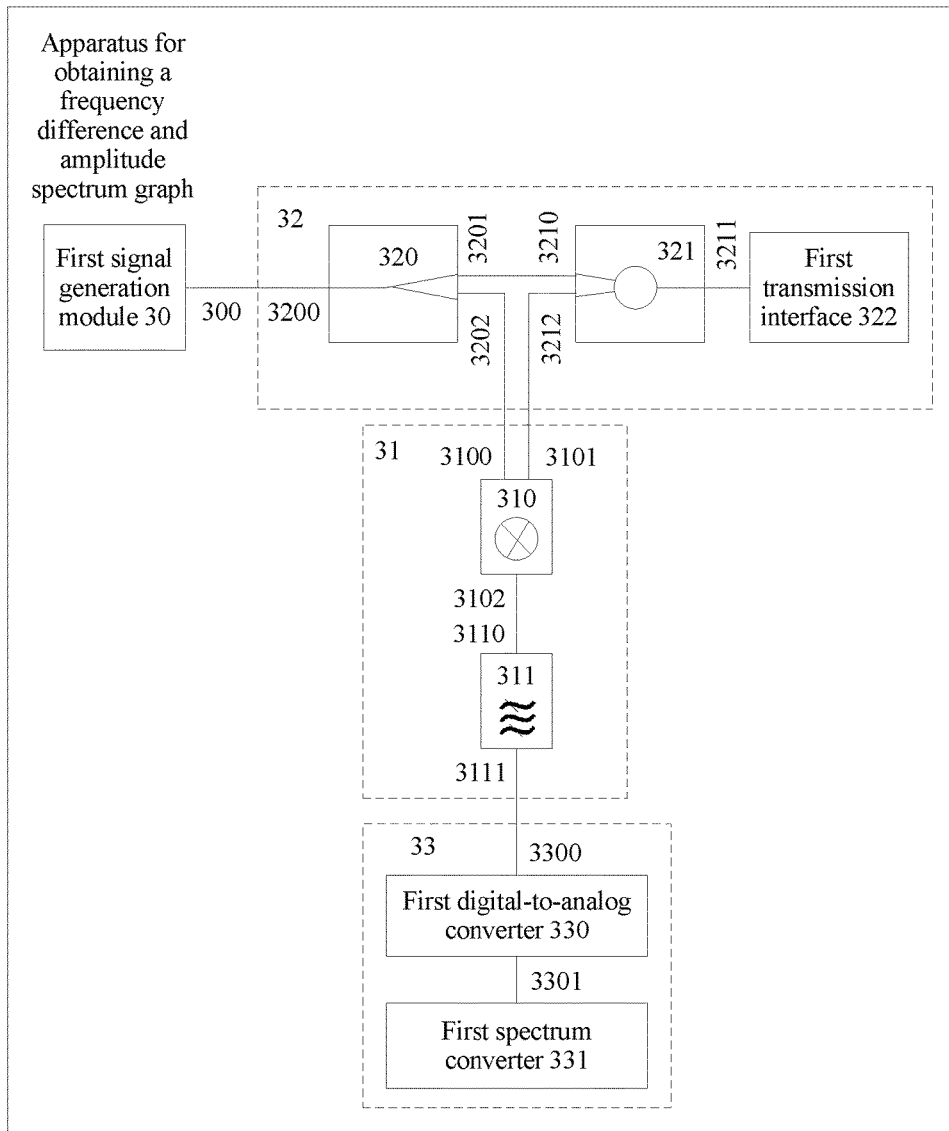 Apparatus for
obtaining a
frequency
difference and
amplitude
spectrum graph
First signal
generation
module 30
300
32
3200
320
3201
3202
3210
3212
321
3211
First
transmission
interface 322
31
3100
3101
310
3102
3110
311
3111
33
3300
First digital-to-analog
converter 330
3301
First spectrum
converter 331